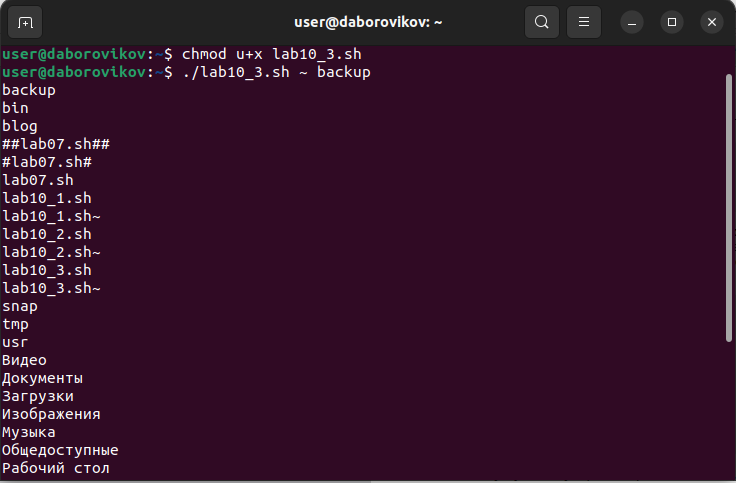 user@daborovikov: ~
user@daborovikov:~$ chmod u+x lab10_3.sh
user@daborovikov:~$ ./lab10_3.sh ~ backup
backup
bin
blog
##lab07.sh##
#lab07.sh#
lab07.sh
lab10_1.sh
lab10_1.sh~
lab10_2.sh
lab10_2.sh~
lab10_3.sh
lab10_3.sh~
snap
tmp
usr
Видео
Документы
Загрузки
Изображения
Музыка
Общедоступные
Рабочий стол